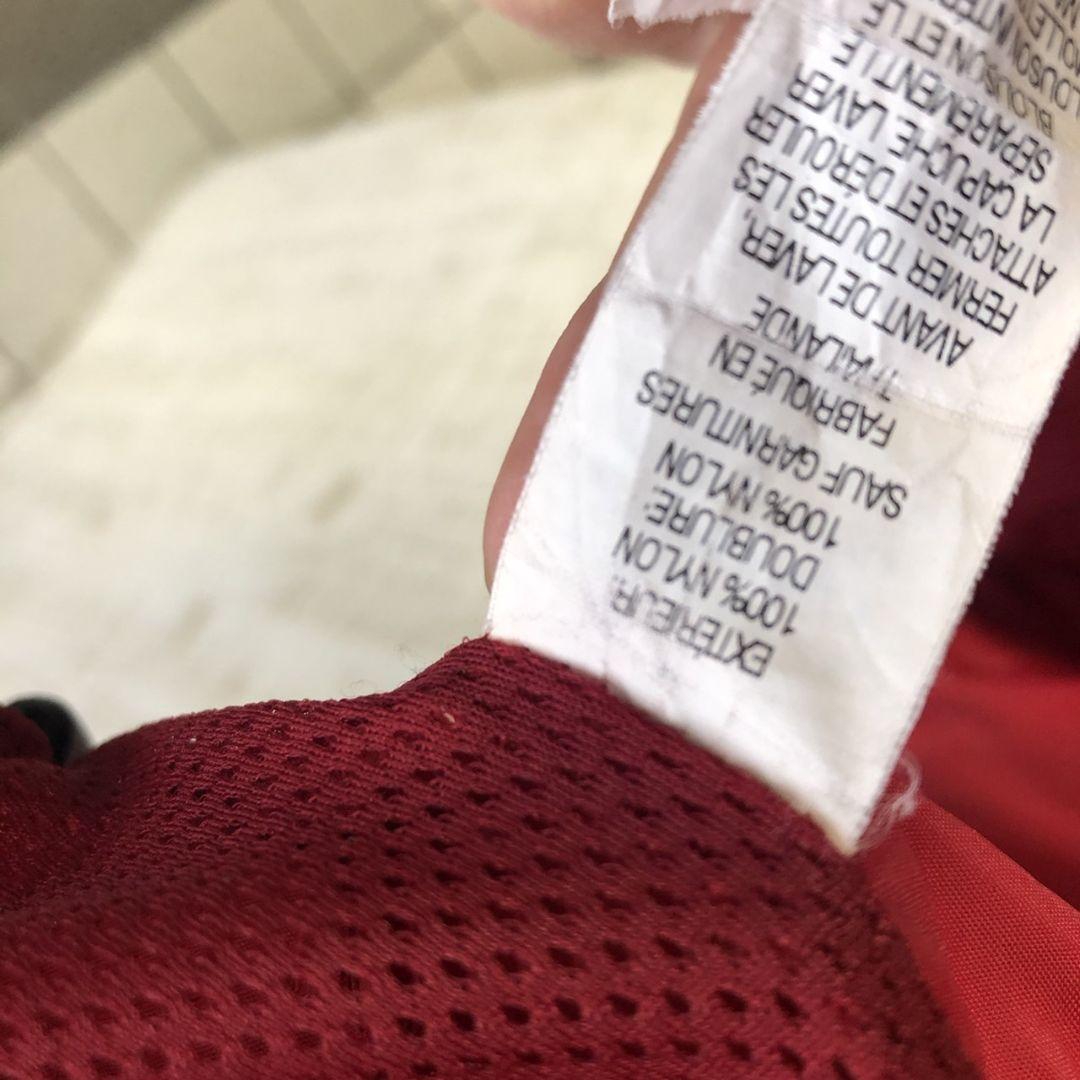 EXTÉRIEUR:
100% NYLON
DOUBLURE:
100% NYLON
SAUF GARNITURES
FABRIQUÉ EN
THAÏLANDE
AVANT DE LAVER,
FERMER TOUTES LES
ATTACHES ET DÉROULER
LA CAPUCHE LAVER
SÉPARÉMENT LE
BLOUSON ET LE